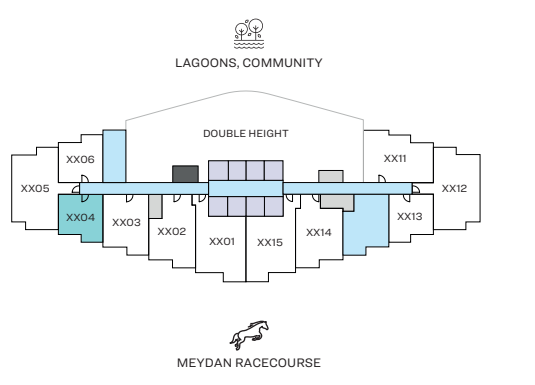 LAGOONS, COMMUNITY
DOUBLE HEIGHT
XX06
XX11
XX05
XX12
XX04
XX03
XX02
XX01
XX15
XX14
XX13
MEYDAN RACECOURSE